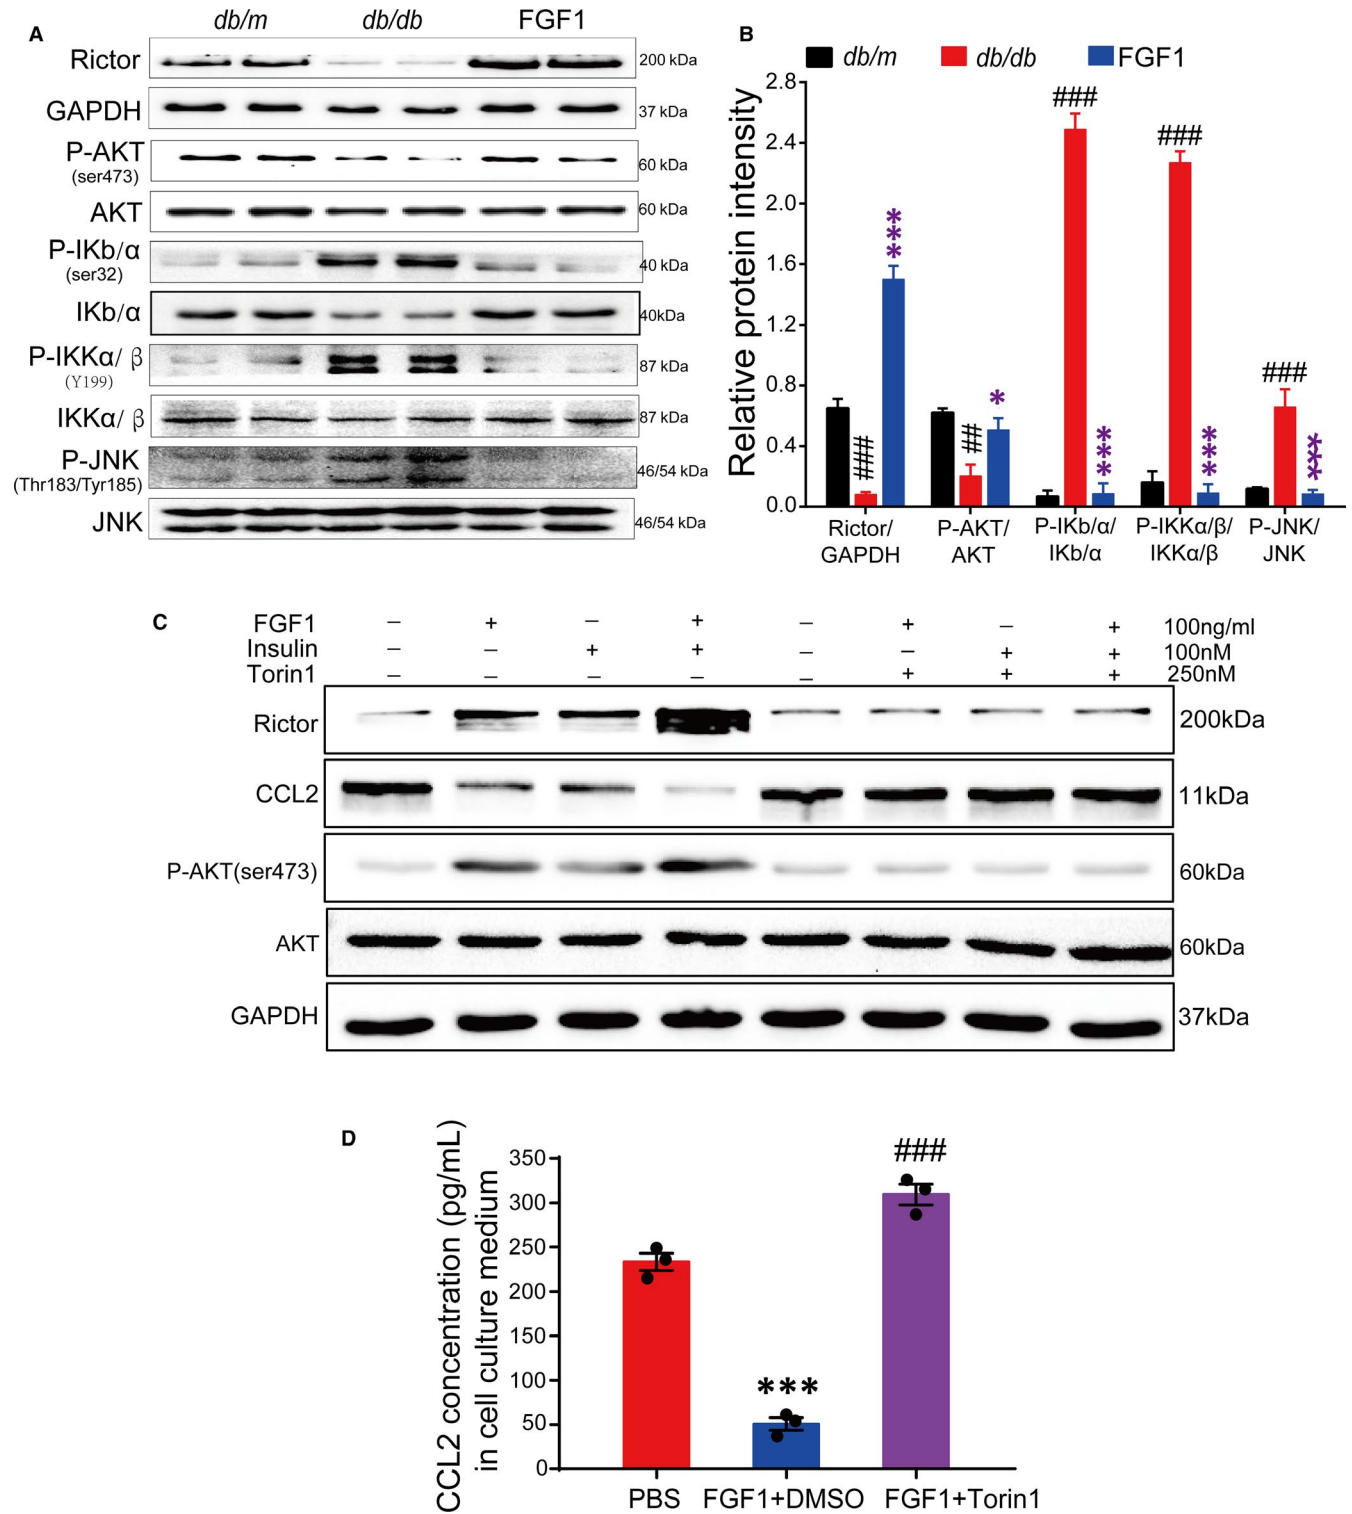 A
db/m db/db FGF1
Rictor 200 kDa
GAPDH 37 kDa
P-AKT
(ser473) 60 kDa
AKT 60 kDa
P-IKb/α
(ser32) 40 kDa
IKb/α 40kDa
P-IKKα/ β
(Y199) 87 kDa
IKKα/ β 87 kDa
P-JNK
(Thr183/Tyr185) 46/54 kDa
JNK 46/54 kDa
B
db/m db/db FGF1
Relative protein intensity
2.8
2.4
2.0
1.6
1.2
0.8
0.4
0.0
### *** ## * ### *** ### *** ### ***
Rictor/
GAPDH
P-AKT/
AKT
P-IKb/α/
IKb/α
P-IKKα/β/
IKKα/β
P-JNK/
JNK
C
FGF1 – + – + – + – + 100ng/ml
Insulin – – + + – – + + 100nM
Torin1 – – – – – + + + 250nM
Rictor 200kDa
CCL2 11kDa
P-AKT(ser473) 60kDa
AKT 60kDa
GAPDH 37kDa
D
CCL2 concentration (pg/mL)
in cell culture medium
350
300
250
200
150
100
50
0
***
###
PBS FGF1+DMSO FGF1+Torin1